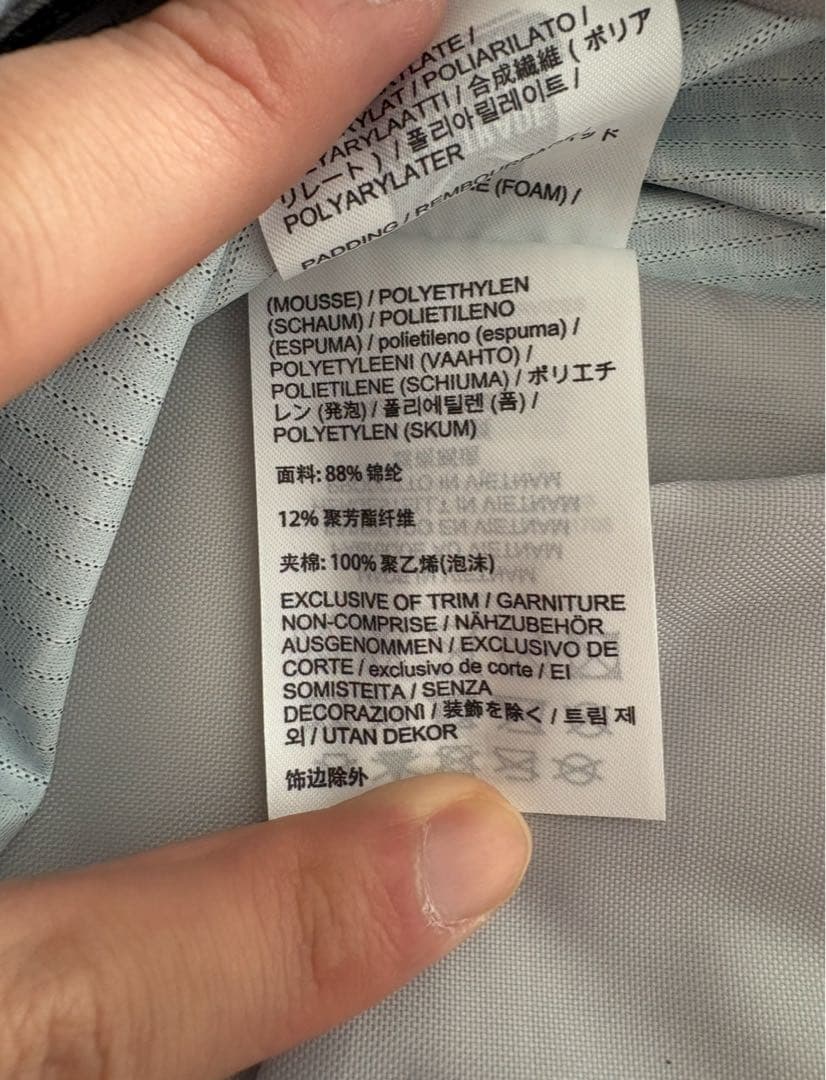 POLIARILATO /
合成繊維 ( ポリア
リレート ) / 폴리아릴레이트 /
POLYARYLATER
PADDING /
(FOAM) /
(MOUSSE) / POLYETHYLEN
(SCHAUM) / POLIETILENO
(ESPUMA) / polietileno (espuma) /
POLYETYLEENI (VAAHTO) /
POLIETILENE (SCHIUMA) / ポリエチ
レン (発泡) / 폴리에틸렌 (폼) /
POLYETYLEN (SKUM)
面料: 88% 锦纶
12% 聚芳酯纤维
夹棉: 100% 聚乙烯(泡沫)
EXCLUSIVE OF TRIM / GARNITURE
NON-COMPRISE / NÄHZUBEHÖR
AUSGENOMMEN / EXCLUSIVO DE
CORTE / exclusivo de corte / EI
SOMISTEITA / SENZA
DECORAZIONI / 装飾を除く / 트림 제
외 / UTAN DEKOR
饰边除外